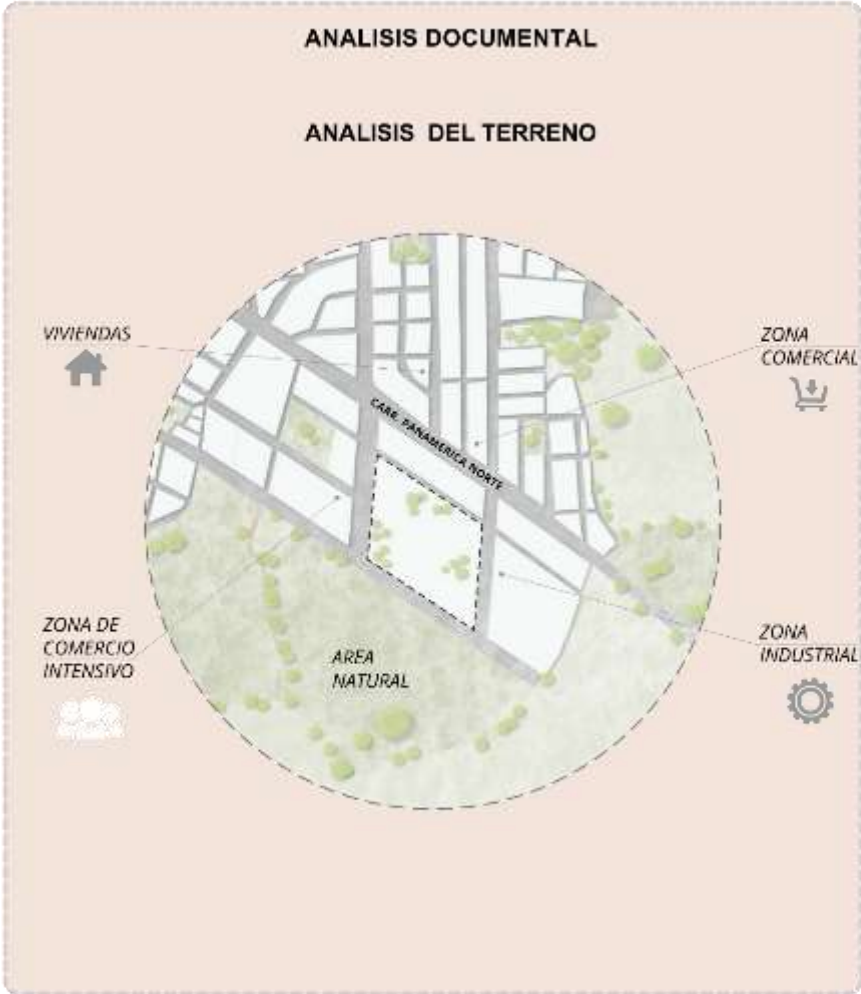 ANALISIS DOCUMENTAL
ANALISIS DEL TERRENO
VIVIENDAS
ZONA
COMERCIAL
CARR. PANAMERICA NORTE
ZONA DE
COMERCIO
INTENSIVO
AREA
NATURAL
ZONA
INDUSTRIAL